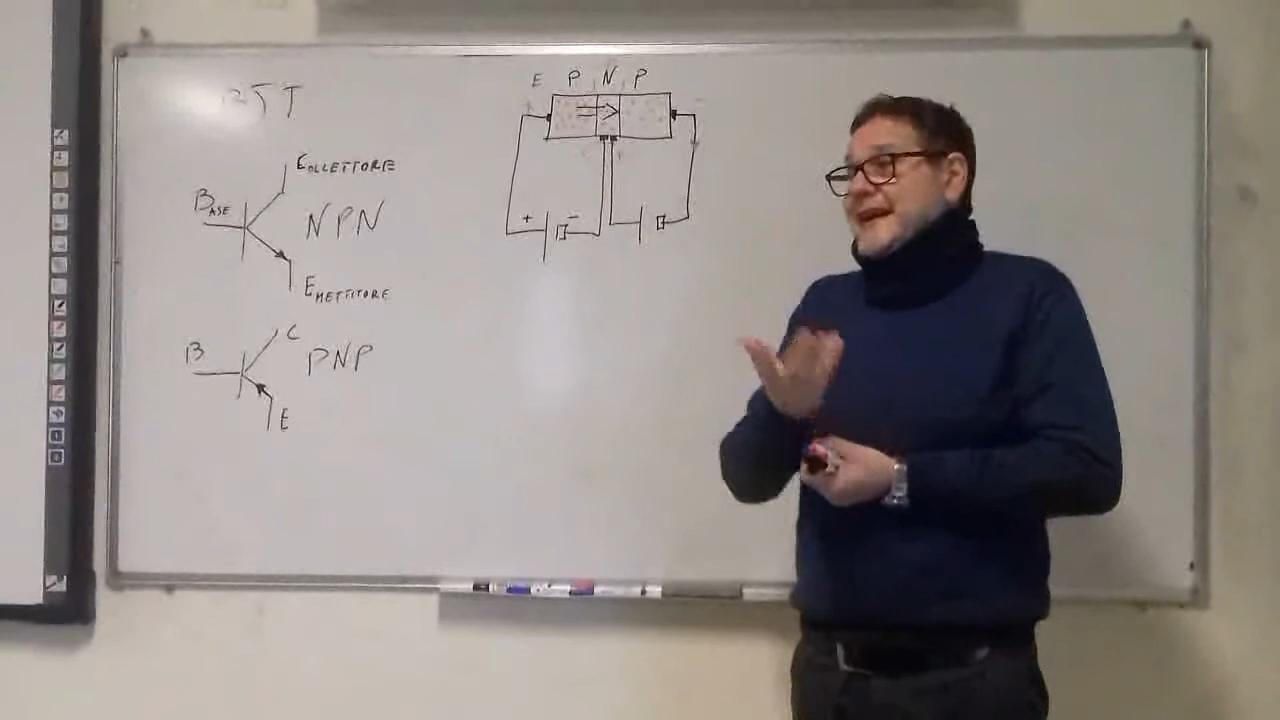 BJT
COLLETTORE
BASE
NPN
EMETTITORE
B
C
PNP
E
E P N P
+ -